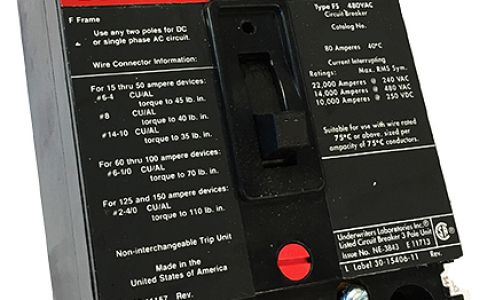 F Frame
Use any two poles for DC
or single phase AC circuit.
Wire Connector Information:
For 15 thru 50 ampere devices:
#6-4 CU/AL
torque to 45 lb. in.
#8 CU/AL
torque to 40 lb. in.
#14-10 CU/AL
torque to 35 lb. in.
For 60 thru 100 ampere devices:
#6-1/0 CU/AL
torque to 70 lb. in.
For 125 and 150 ampere devices:
#2-4/0 CU/AL
torque to 110 lb. in.
Non-interchangeable Trip Unit
Made in the
United States of America
Rev.
Type FS 480VAC
Circuit Breaker
Catalog No.
80 Amperes 40°C
Current Interrupting
Ratings: Max. RMS Sym.
22,000 Amperes @ 240 VAC
14,000 Amperes @ 480 VAC
10,000 Amperes @ 250 VDC
Suitable for use with wire rated
75°C or above, sized per
ampacity of 75°C conductors.
Underwriters Laboratories Inc.®
Listed Circuit Breaker 3 Pole Unit
Issue No. NE-3843 E 11713
L Label 30-15406-11 Rev.